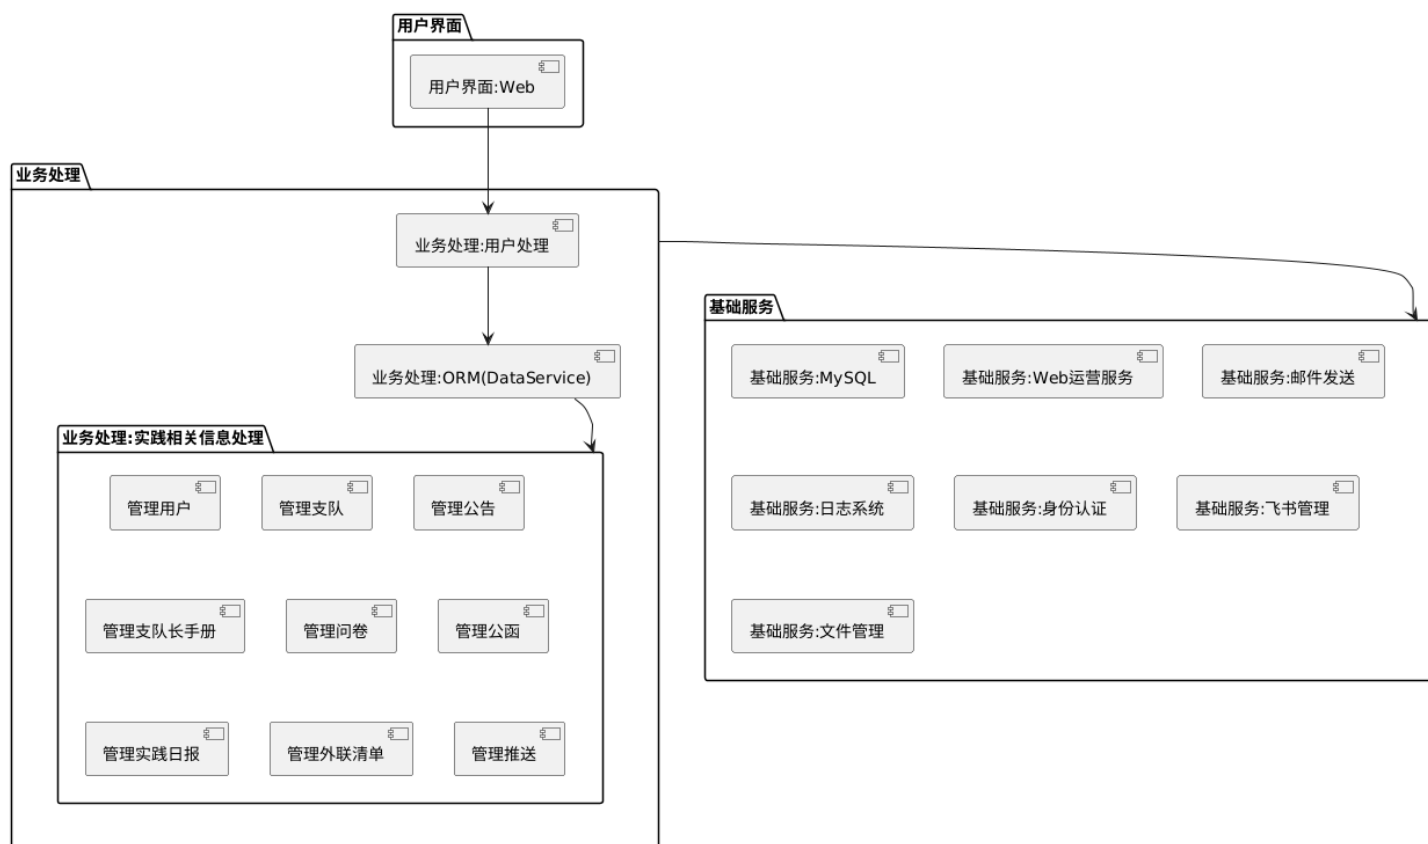 用户界面
用户界面:Web
业务处理
业务处理:用户处理
业务处理:ORM(DataService)
业务处理:实践相关信息处理
管理用户
管理支队
管理公告
管理支队长手册
管理问卷
管理公函
管理实践日报
管理外联清单
管理推送
基础服务
基础服务:MySQL
基础服务:Web运营服务
基础服务:邮件发送
基础服务:日志系统
基础服务:身份认证
基础服务:飞书管理
基础服务:文件管理